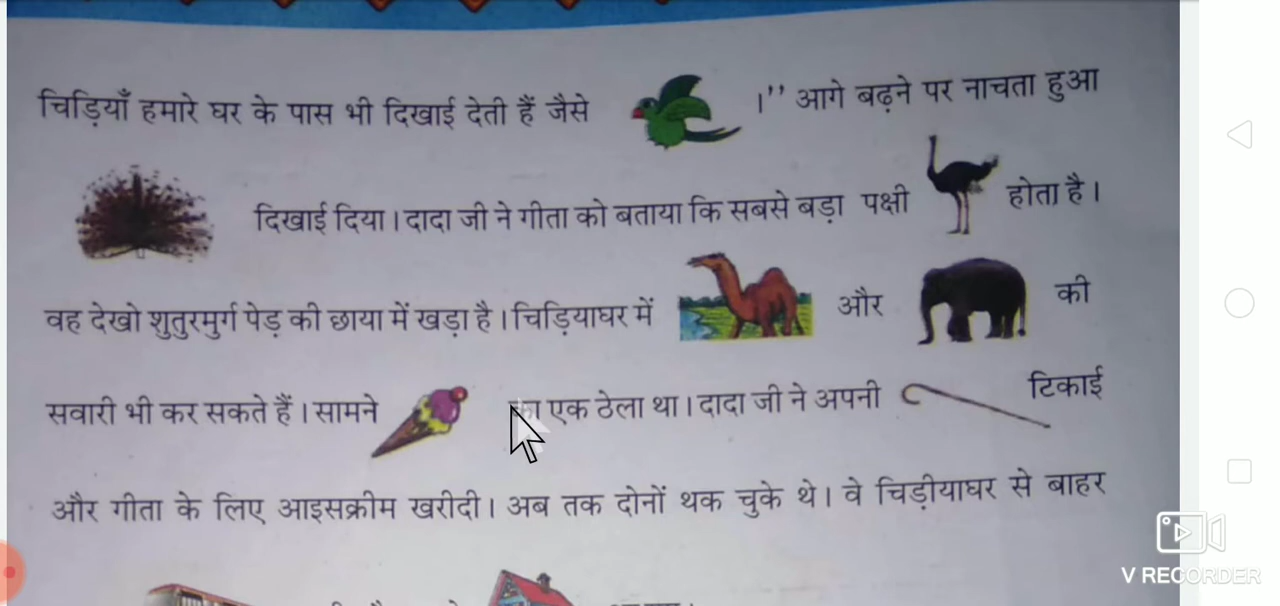 चिड़ियाँ हमारे घर के पास भी दिखाई देती हैं जैसे ।" आगे बढ़ने पर नाचता हुआ
दिखाई दिया। दादा जी ने गीता को बताया कि सबसे बड़ा पक्षी होता है।
वह देखो शुतुरमुर्ग पेड़ की छाया में खड़ा है। चिड़ियाघर में और की
सवारी भी कर सकते हैं। सामने का एक ठेला था। दादा जी ने अपनी टिकाई
और गीता के लिए आइसक्रीम खरीदी। अब तक दोनों थक चुके थे। वे चिड़ीयाघर से बाहर
V RECORDER